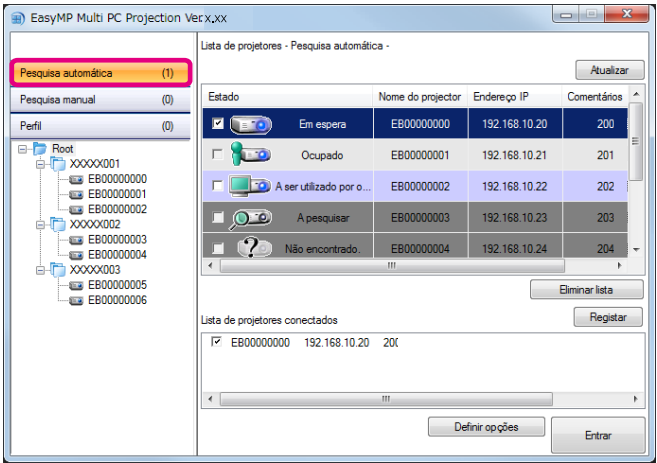 EasyMP Multi PC Projection Ver.x.xx
Lista de projetores - Pesquisa automática -
Pesquisa automática (1)
Atualizar
Pesquisa manual (0)
Perfil (0)
Root
XXXXX001
EB00000000
EB00000001
EB00000002
XXXXX002
EB00000003
EB00000004
XXXXX003
EB00000005
EB00000006
Estado Nome do projector Endereço IP Comentários
Em espera EB00000000 192.168.10.20 200
Ocupado EB00000001 192.168.10.21 201
A ser utilizado por o... EB00000002 192.168.10.22 202
A pesquisar EB00000003 192.168.10.23 203
Não encontrado. EB00000004 192.168.10.24 204
Eliminar lista
Lista de projetores conectados
Registar
EB00000000 192.168.10.20 200
Definir opções
Entrar